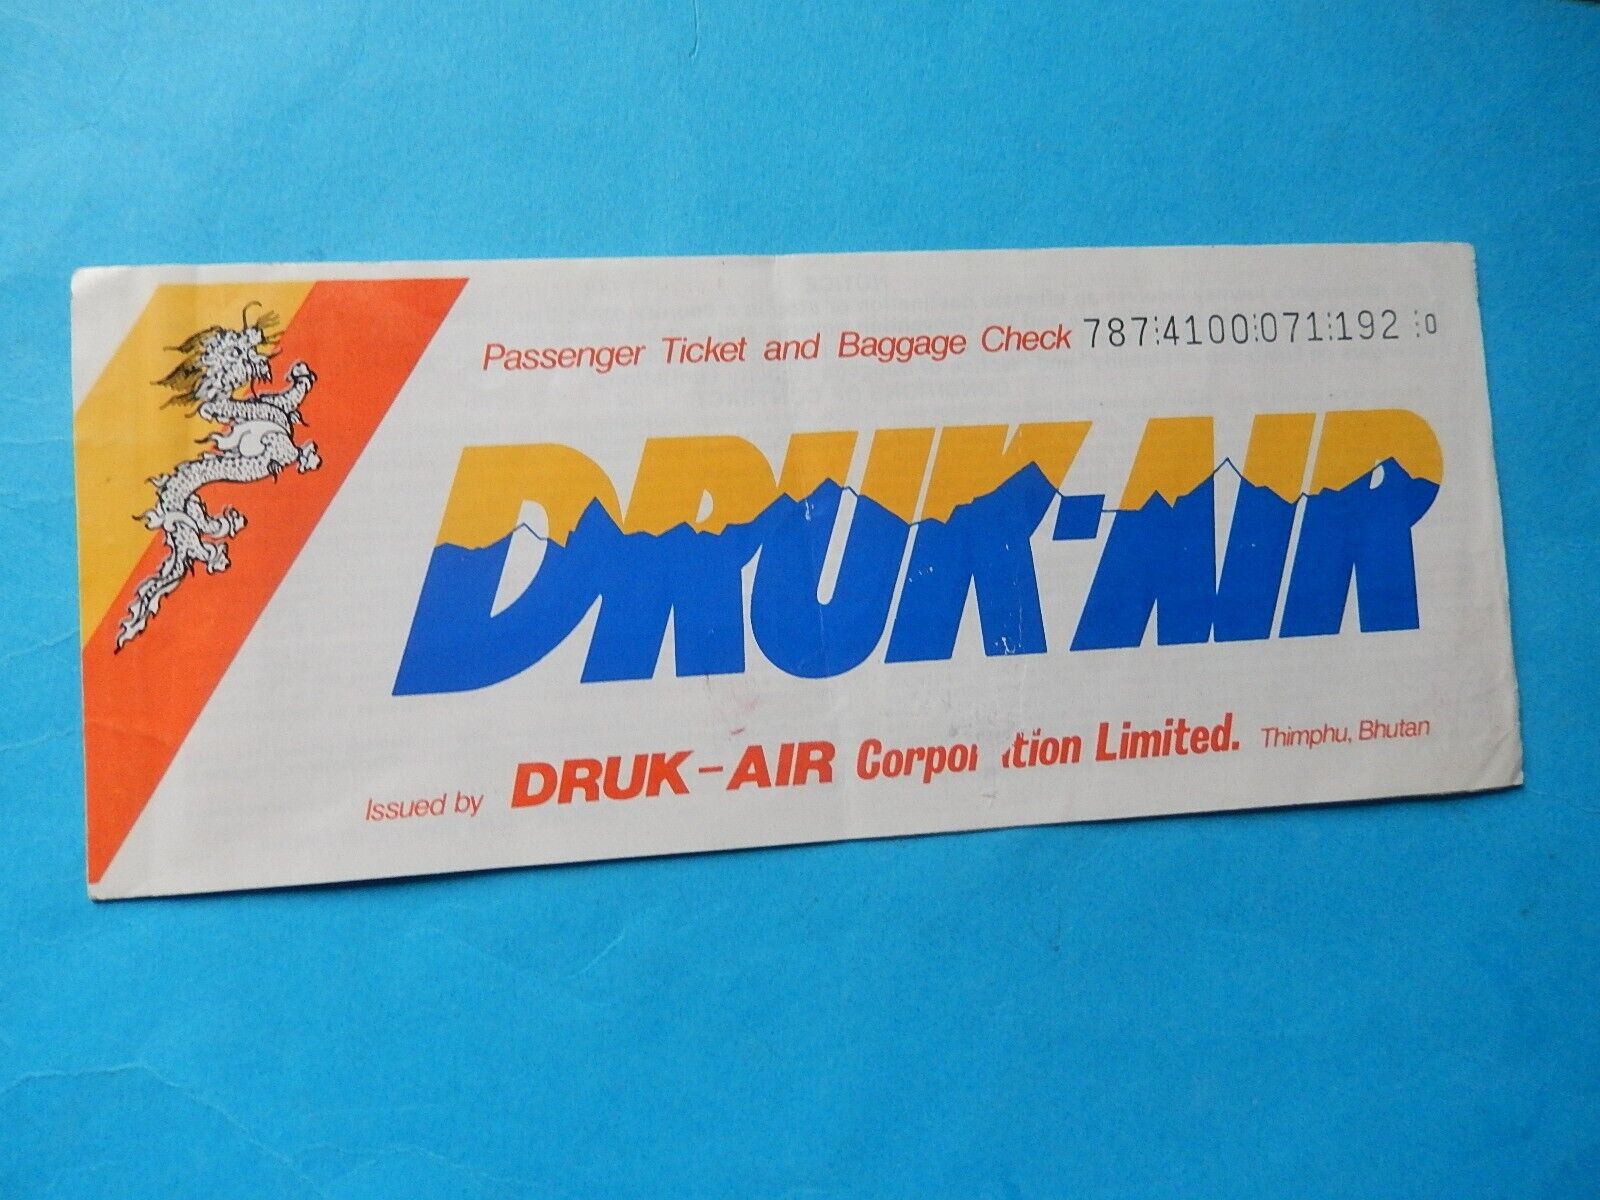 Passenger Ticket and Baggage Check 787:4100:071:192:0
DRUK-AIR
Issued by DRUK-AIR Corporation Limited. Thimphu, Bhutan